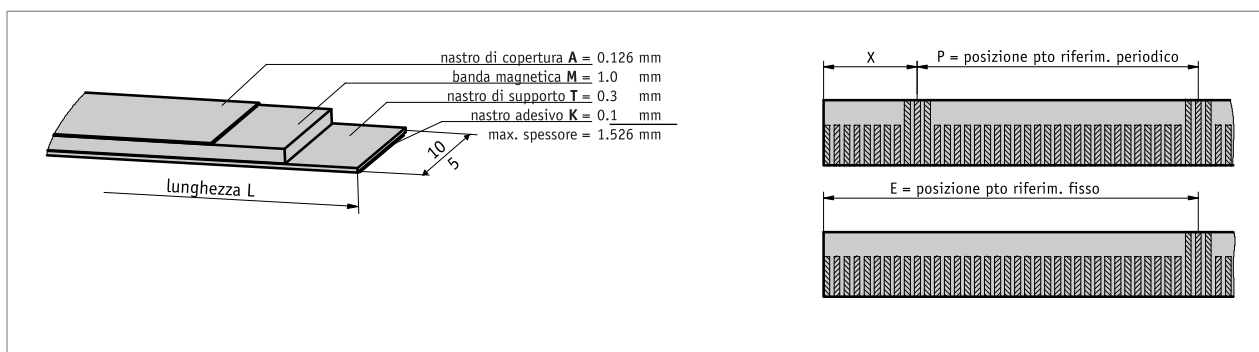 nastro di copertura A = 0.126 mm
banda magnetica M = 1.0 mm
nastro di supporto T = 0.3 mm
nastro adesivo K = 0.1 mm
max. spessore = 1.526 mm
10
5
lunghezza L
X
P = posizione pto riferim. periodico
E = posizione pto riferim. fisso